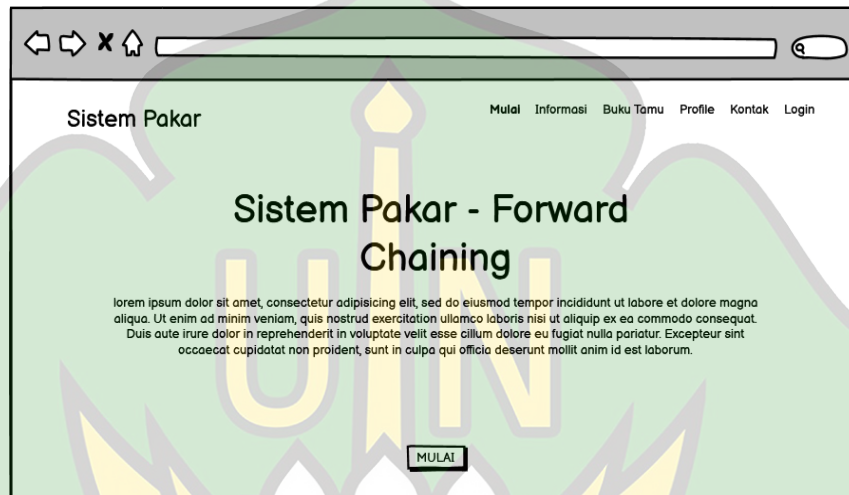 Sistem Pakar
Mulai Informasi Buku Tamu Profile Kontak Login
Sistem Pakar - Forward
Chaining
lorem ipsum dolor sit amet, consectetur adipisicing elit, sed do eiusmod tempor incididunt ut labore et dolore magna
aliqua. Ut enim ad minim veniam, quis nostrud exercitation ullamco laboris nisi ut aliquip ex ea commodo consequat.
Duis aute irure dolor in reprehenderit in voluptate velit esse cillum dolore eu fugiat nulla pariatur. Excepteur sint
occaecat cupidatat non proident, sunt in culpa qui officia deserunt mollit anim id est laborum.
UIN
MULAI